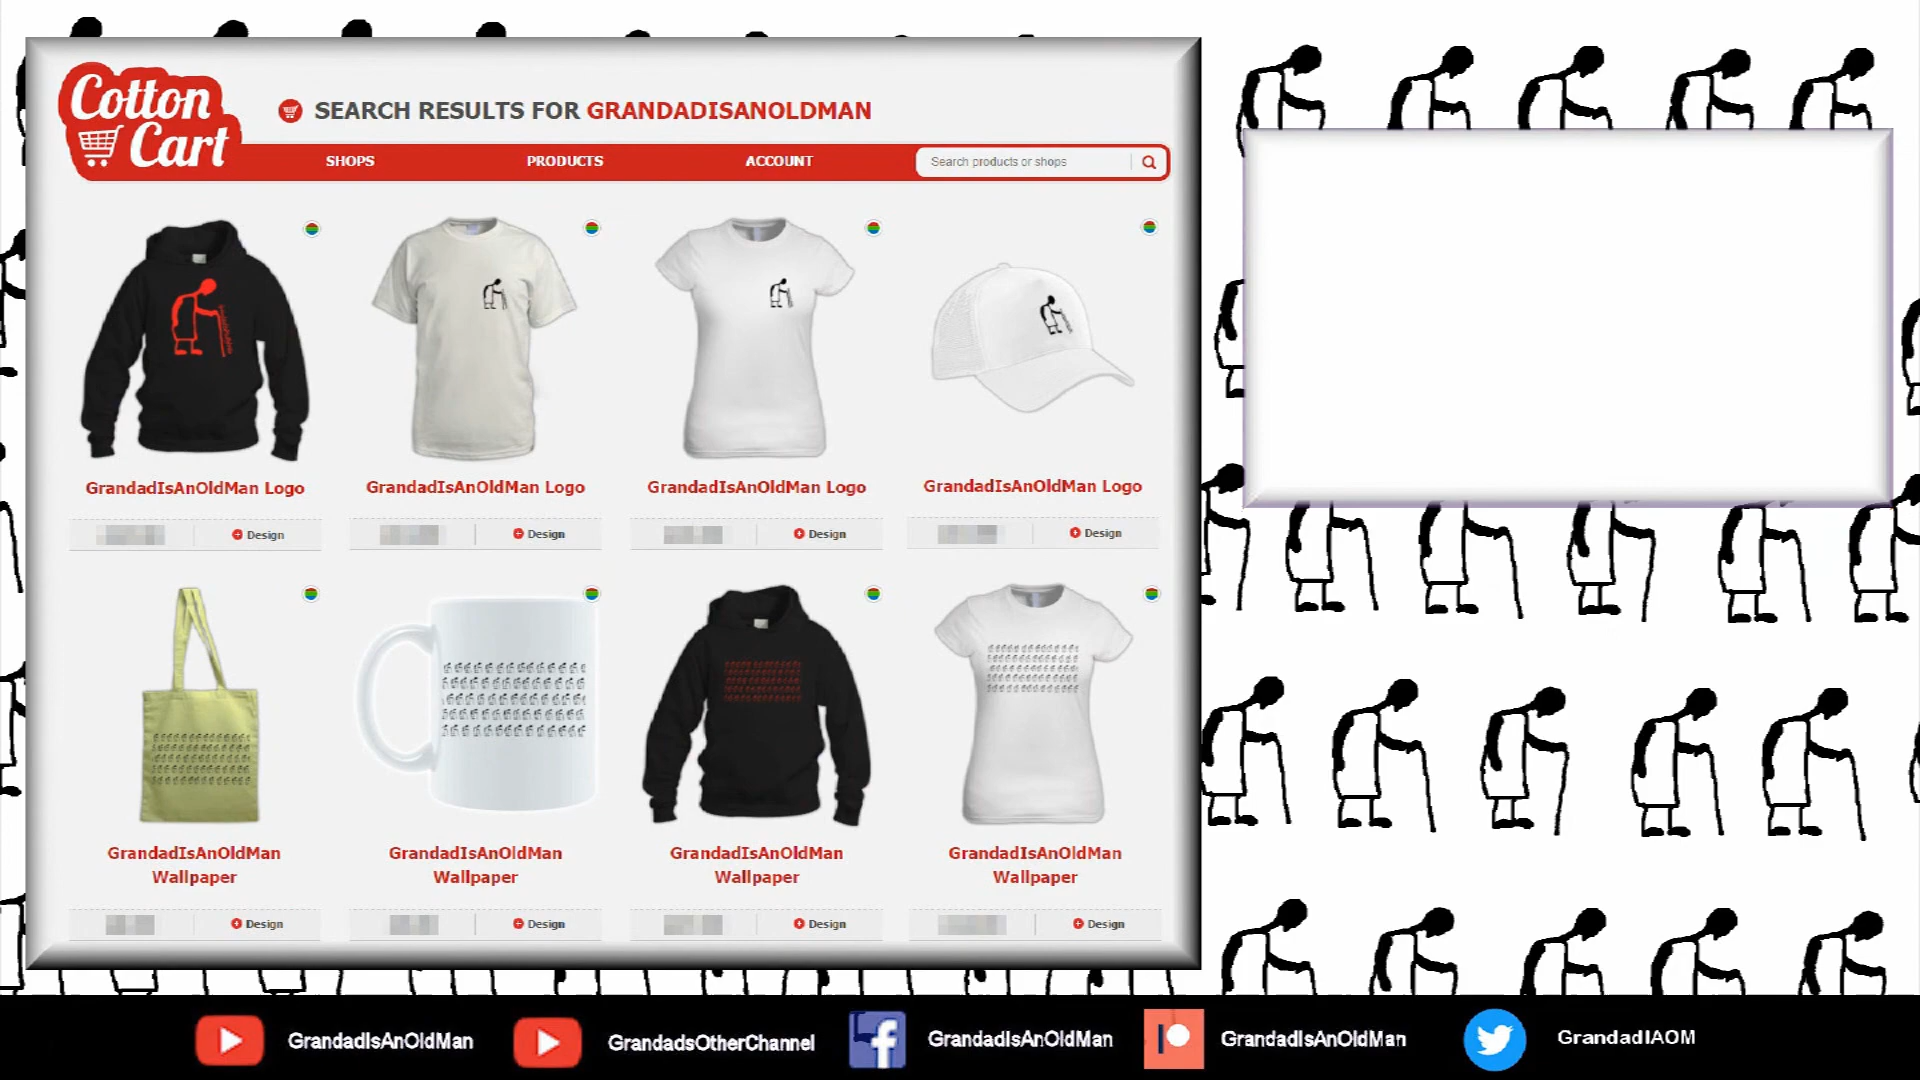 Cotton
Cart
SEARCH RESULTS FOR GRANDADISANOLDMAN
SHOPS
PRODUCTS
ACCOUNT
Search products or shops
GrandadIsAnOldMan Logo
GrandadIsAnOldMan Logo
GrandadIsAnOldMan Logo
GrandadIsAnOldMan Logo
Design
Design
Design
Design
GrandadIsAnOldMan
Wallpaper
GrandadIsAnOldMan
Wallpaper
GrandadIsAnOldMan
Wallpaper
GrandadIsAnOldMan
Wallpaper
Design
Design
Design
Design
GrandadIsAnOldMan
GrandadsOtherChannel
GrandadIsAnOldMan
GrandadIsAnOldMan
GrandadIAOM